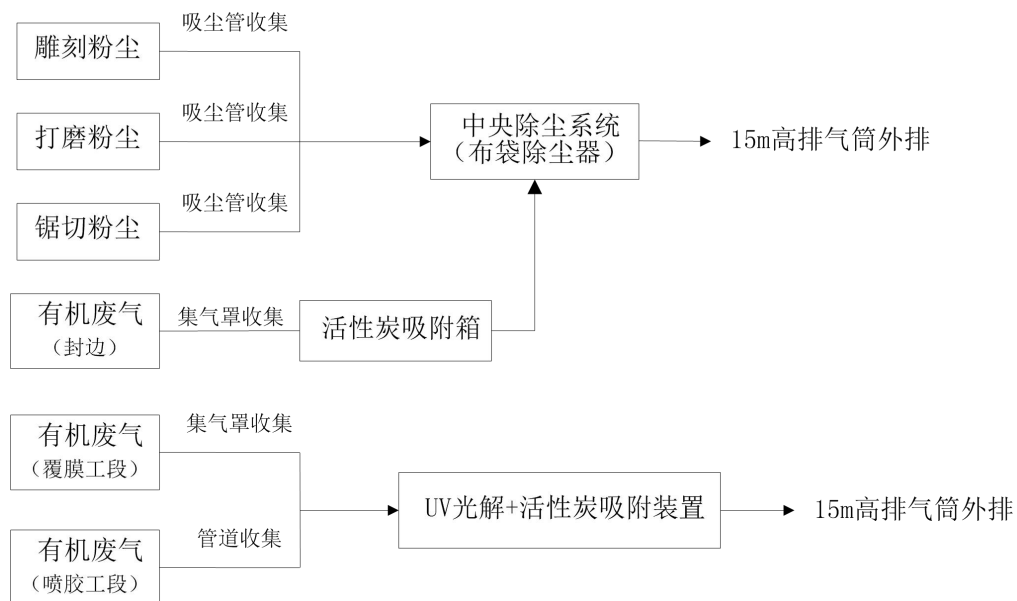 吸尘管收集
雕刻粉尘
吸尘管收集
打磨粉尘
中央除尘系统
（布袋除尘器）
15m高排气筒外排
吸尘管收集
锯切粉尘
有机废气
（封边）
集气罩收集
活性炭吸附箱
有机废气
（覆膜工段）
集气罩收集
UV光解+活性炭吸附装置
15m高排气筒外排
有机废气
（喷胶工段）
管道收集